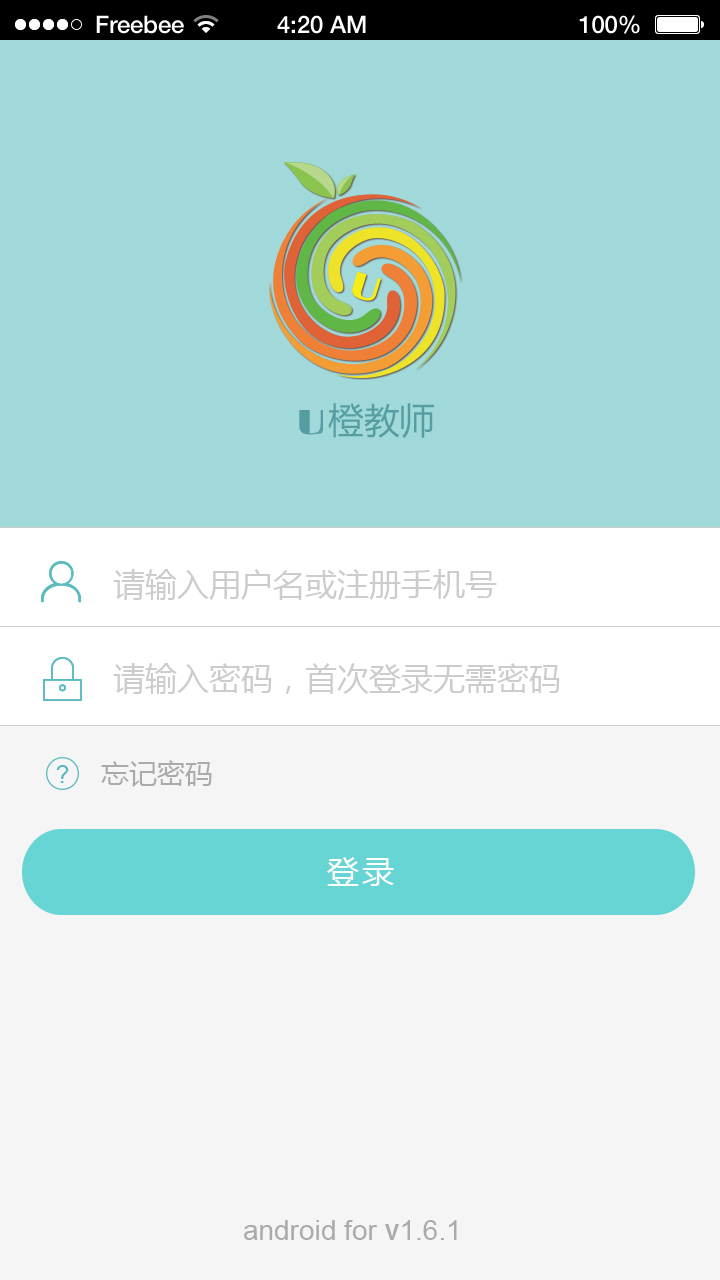 Freebee 4:20 AM 100%
U
U橙教师
请输入用户名或注册手机号
请输入密码，首次登录无需密码
? 忘记密码
登录
android for v1.6.1